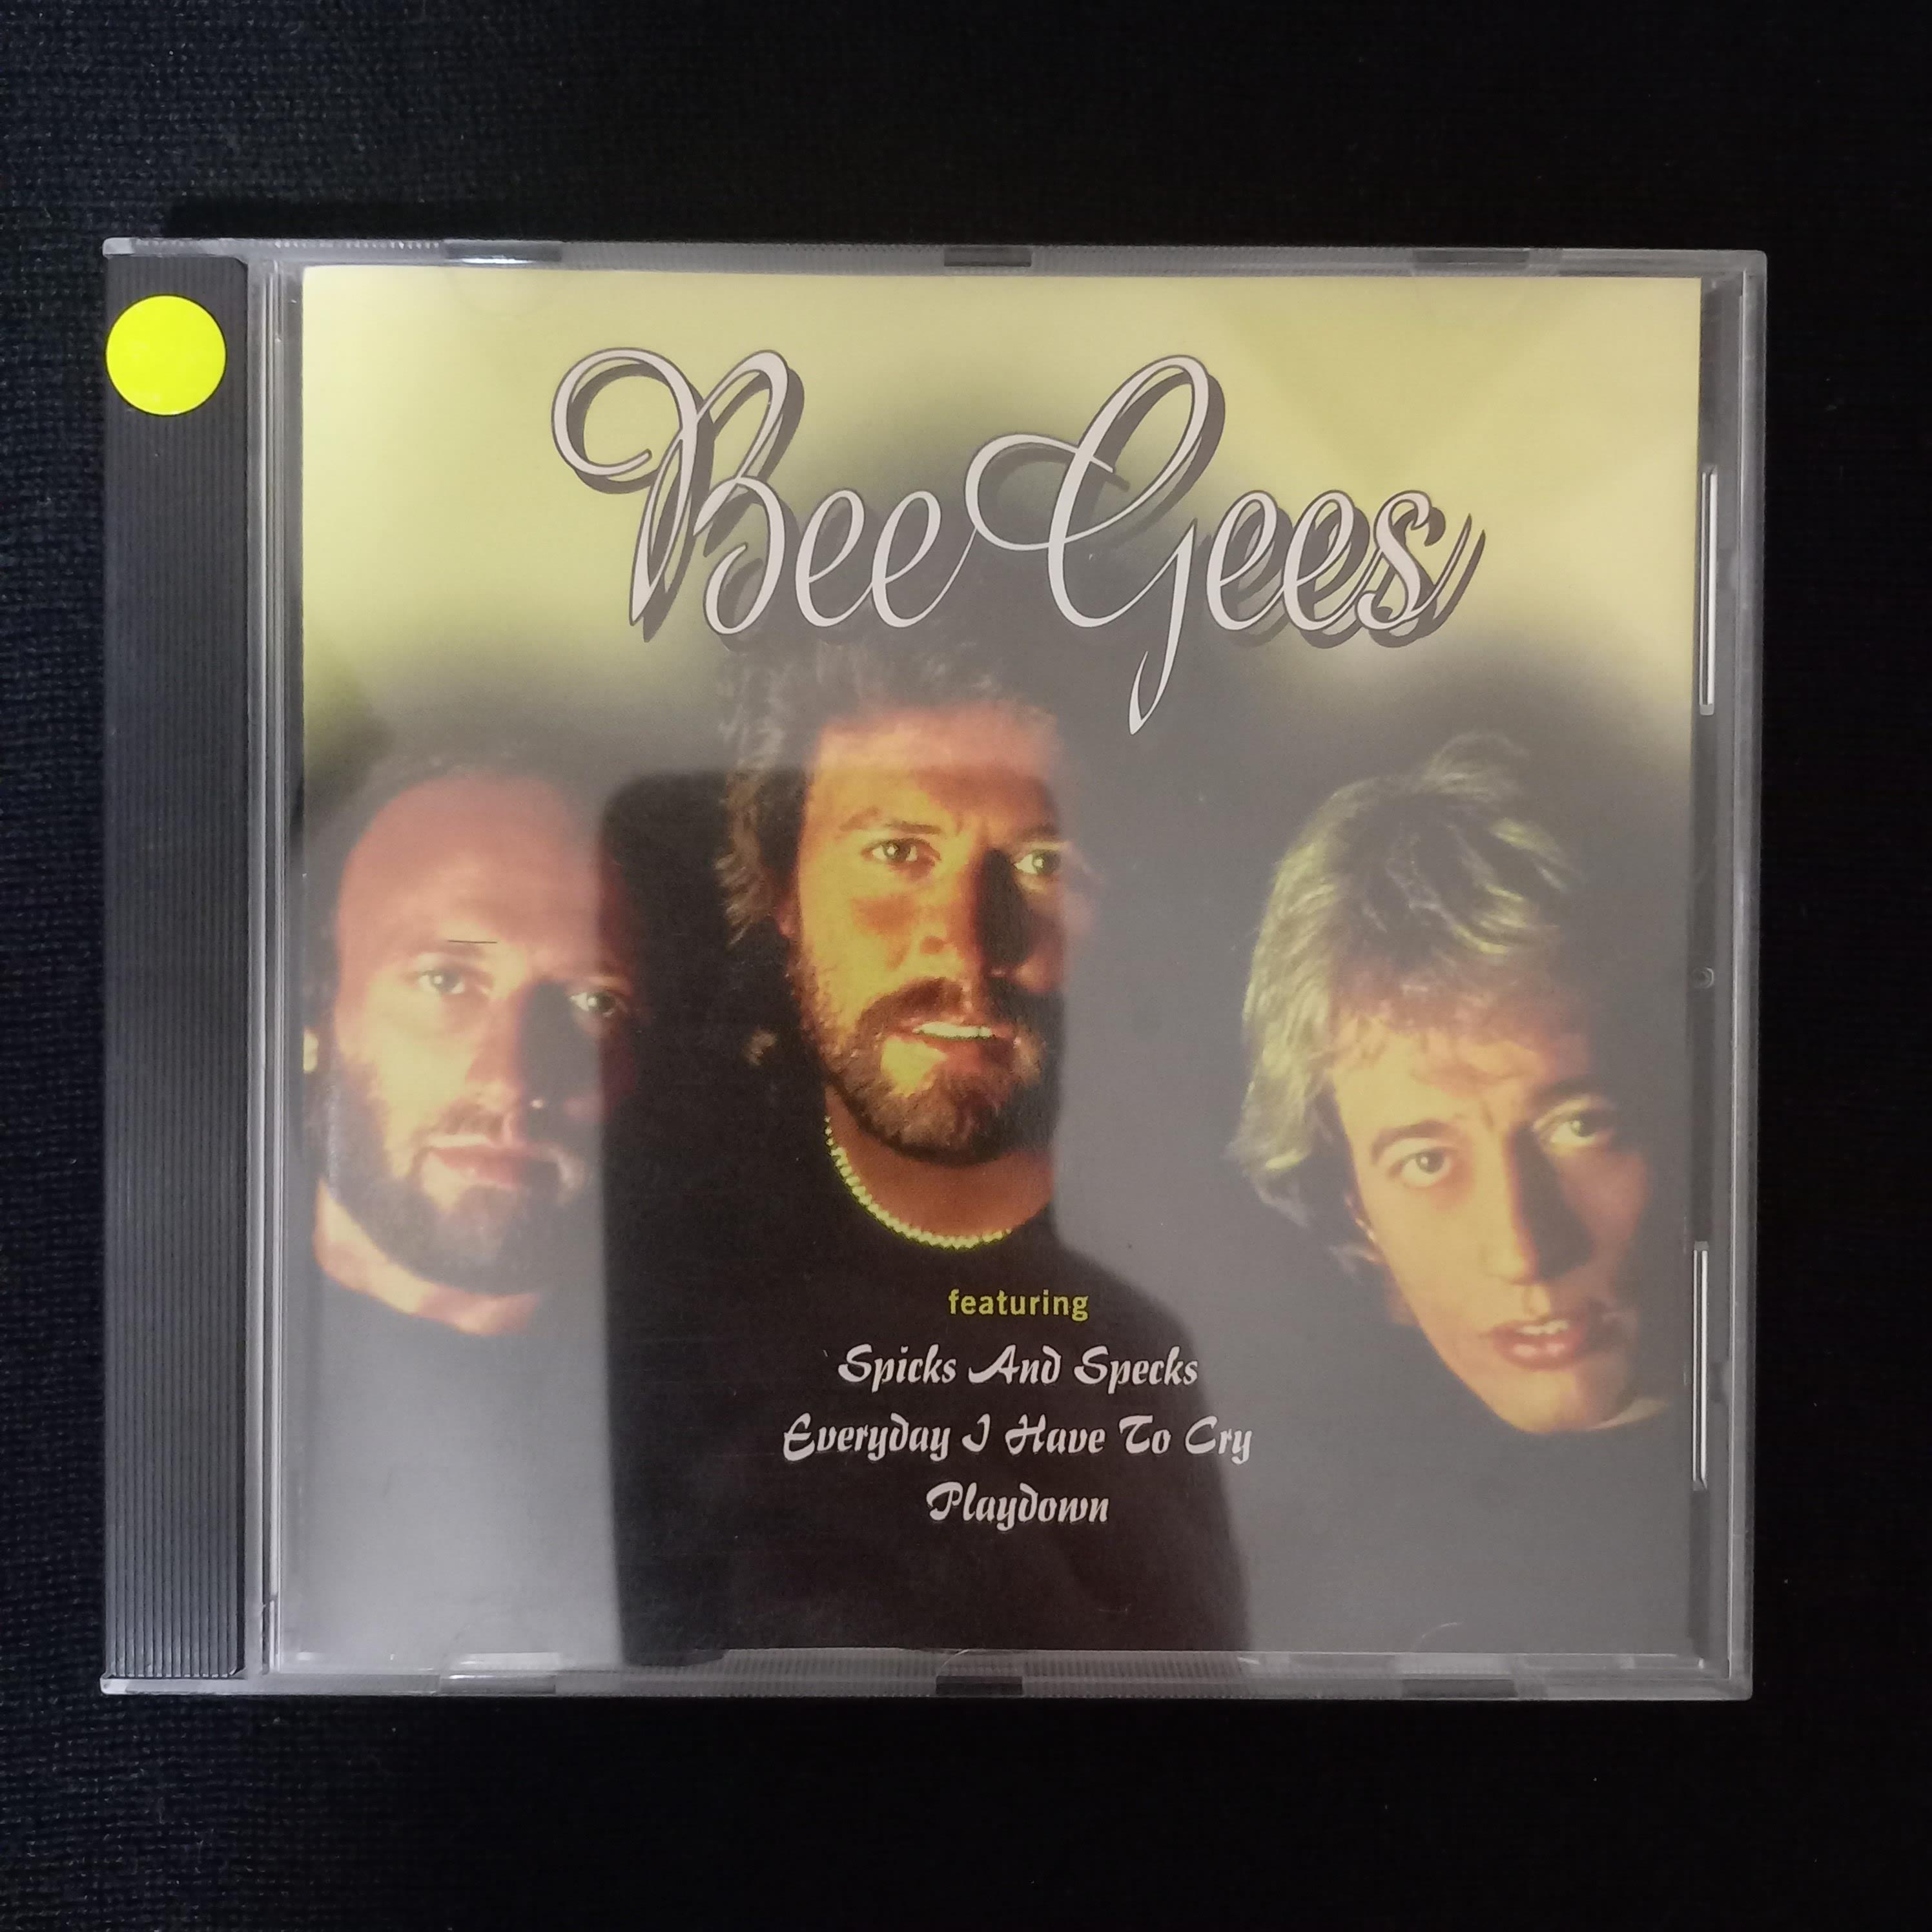 Bee Gees
featuring
Spicks And Specks
Everyday I Have To Cry
Playdown